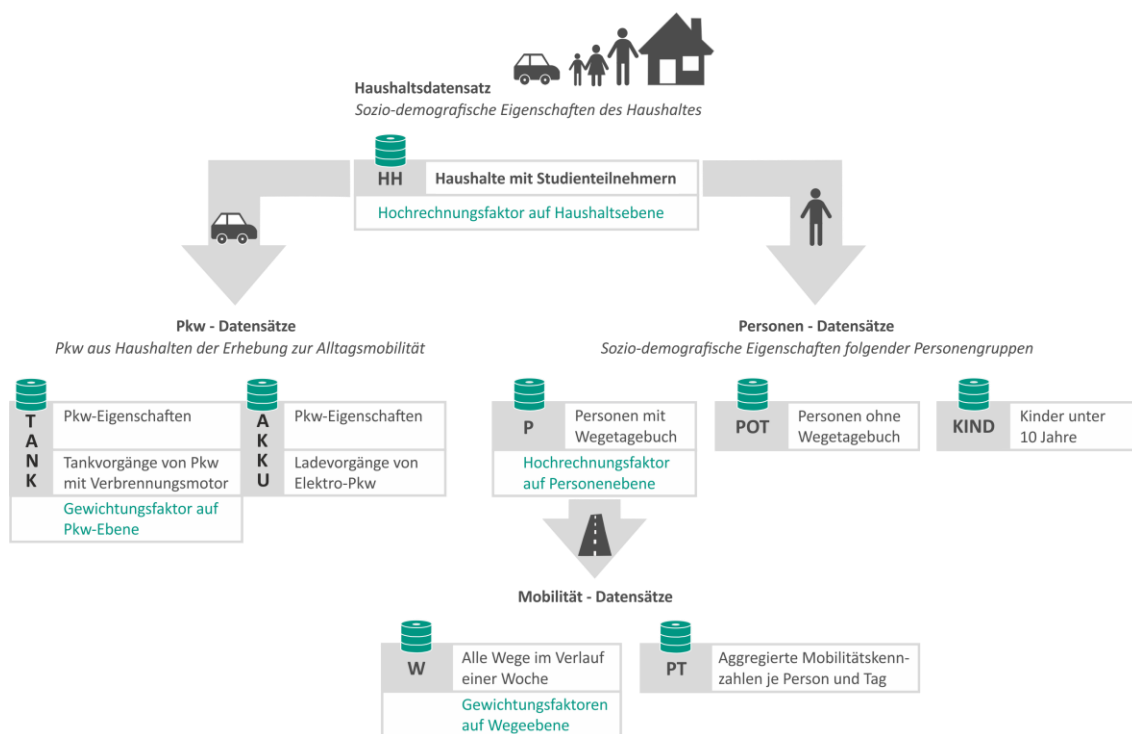 Haushaltsdatensatz
Sozio-demografische Eigenschaften des Haushaltes
HH
Haushalte mit Studienteilnehmern
Hochrechnungsfaktor auf Haushaltsebene
Pkw - Datensätze
Pkw aus Haushalten der Erhebung zur Alltagsmobilität
TANK
Pkw-Eigenschaften
Tankvorgänge von Pkw
mit Verbrennungsmotor
Gewichtungsfaktor auf
Pkw-Ebene
AKKU
Pkw-Eigenschaften
Ladevorgänge von
Elektro-Pkw
Personen - Datensätze
Sozio-demografische Eigenschaften folgender Personengruppen
P
Personen mit
Wegetagebuch
Hochrechnungsfaktor
auf Personenebene
POT
Personen ohne
Wegetagebuch
KIND
Kinder unter
10 Jahre
Mobilität - Datensätze
W
Alle Wege im Verlauf
einer Woche
Gewichtungsfaktoren
auf Wegeebene
PT
Aggregierte Mobilitätskenn-
zahlen je Person und Tag